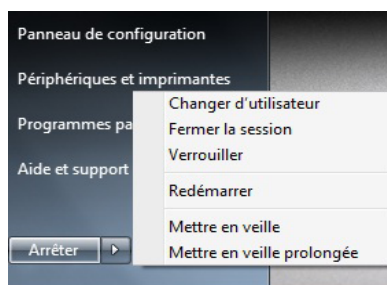 Panneau de configuration
Périphériques et imprimantes
Changer d'utilisateur
Programmes pa
Fermer la session
Verrouiller
Aide et support
Redémarrer
Mettre en veille
Arrêter
Mettre en veille prolongée